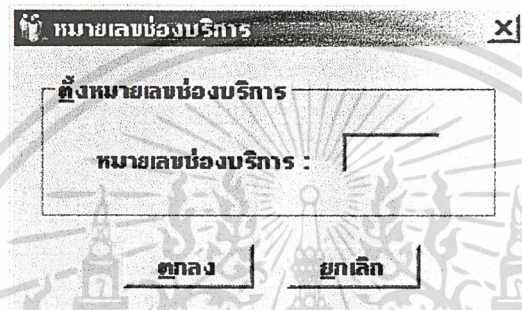 หมายเลขช่องบริการ
ตั้งหมายเลขช่องบริการ
หมายเลขช่องบริการ :
ตกลง
ยกเลิก